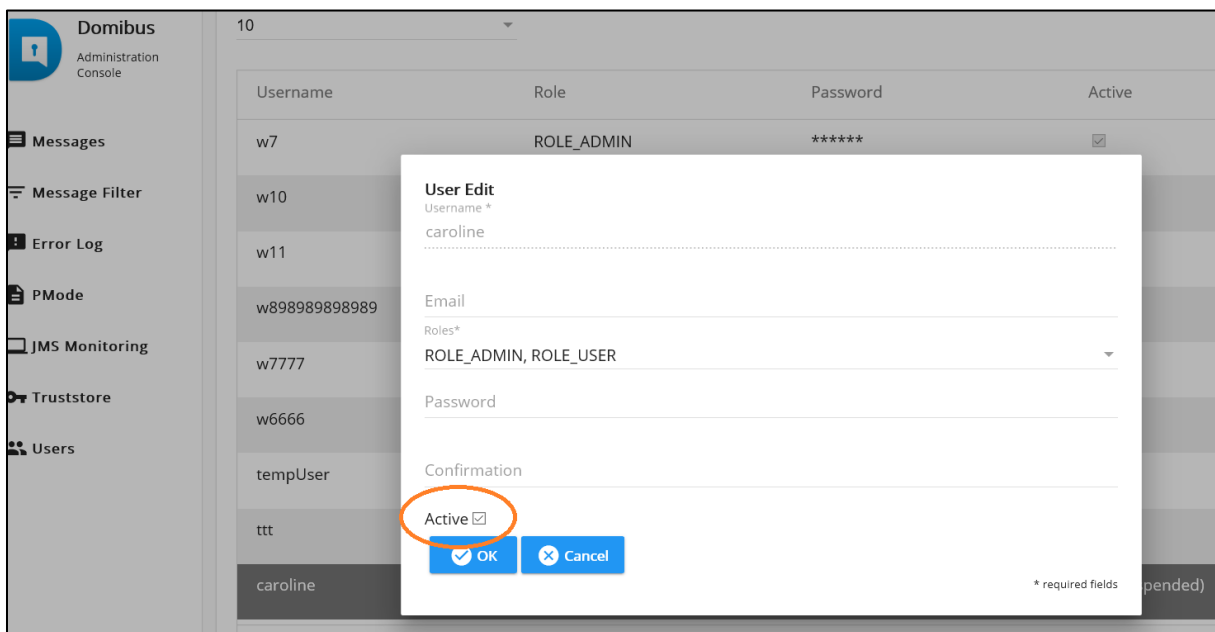 Domibus
Administration
Console
Messages
Message Filter
Error Log
PMode
JMS Monitoring
Truststore
Users
10
Username Role Password Active
w7 ROLE_ADMIN ******
w10
w11
w898989898989
w7777
w6666
tempUser
ttt
caroline pended)
User Edit
Username *
caroline
Email
Roles*
ROLE_ADMIN, ROLE_USER
Password
Confirmation
Active
OK Cancel
* required fields